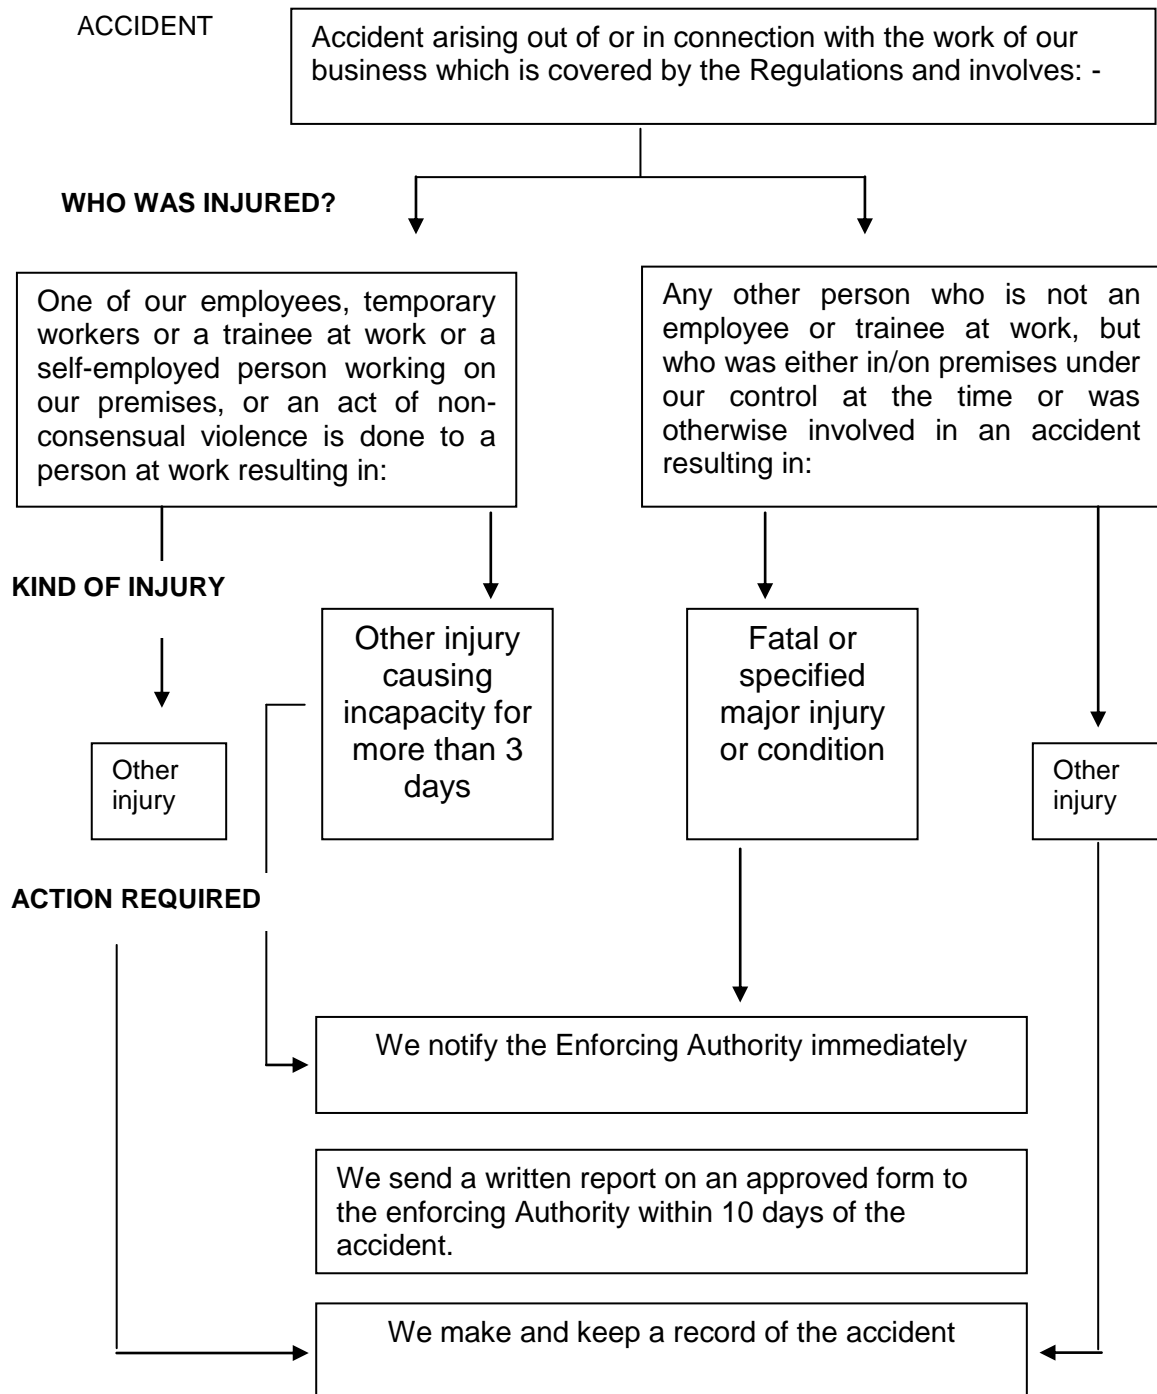 ACCIDENT
Accident arising out of or in connection with the work of our
business which is covered by the Regulations and involves: -
WHO WAS INJURED?
One of our employees, temporary
workers or a trainee at work or a
self-employed person working on
our premises, or an act of non-
consensual violence is done to a
person at work resulting in:
Any other person who is not an
employee or trainee at work, but
who was either in/on premises under
our control at the time or was
otherwise involved in an accident
resulting in:
KIND OF INJURY
Other
injury
Other injury
causing
incapacity for
more than 3
days
Fatal or
specified
major injury
or condition
Other
injury
ACTION REQUIRED
We notify the Enforcing Authority immediately
We send a written report on an approved form to
the enforcing Authority within 10 days of the
accident.
We make and keep a record of the accident